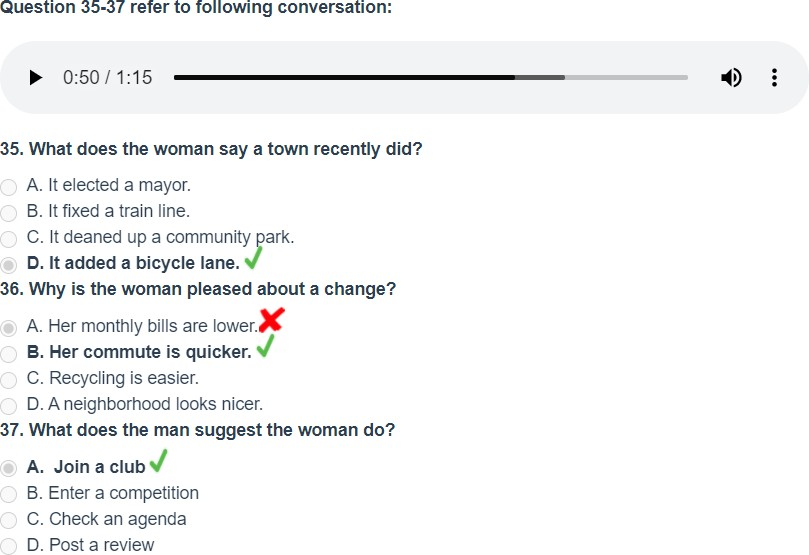 Question 35-37 refer to following conversation:
0:50 / 1:15
35. What does the woman say a town recently did?
A. It elected a mayor.
B. It fixed a train line.
C. It deaned up a community park.
D. It added a bicycle lane.
36. Why is the woman pleased about a change?
A. Her monthly bills are lower.
B. Her commute is quicker.
C. Recycling is easier.
D. A neighborhood looks nicer.
37. What does the man suggest the woman do?
A. Join a club
B. Enter a competition
C. Check an agenda
D. Post a review